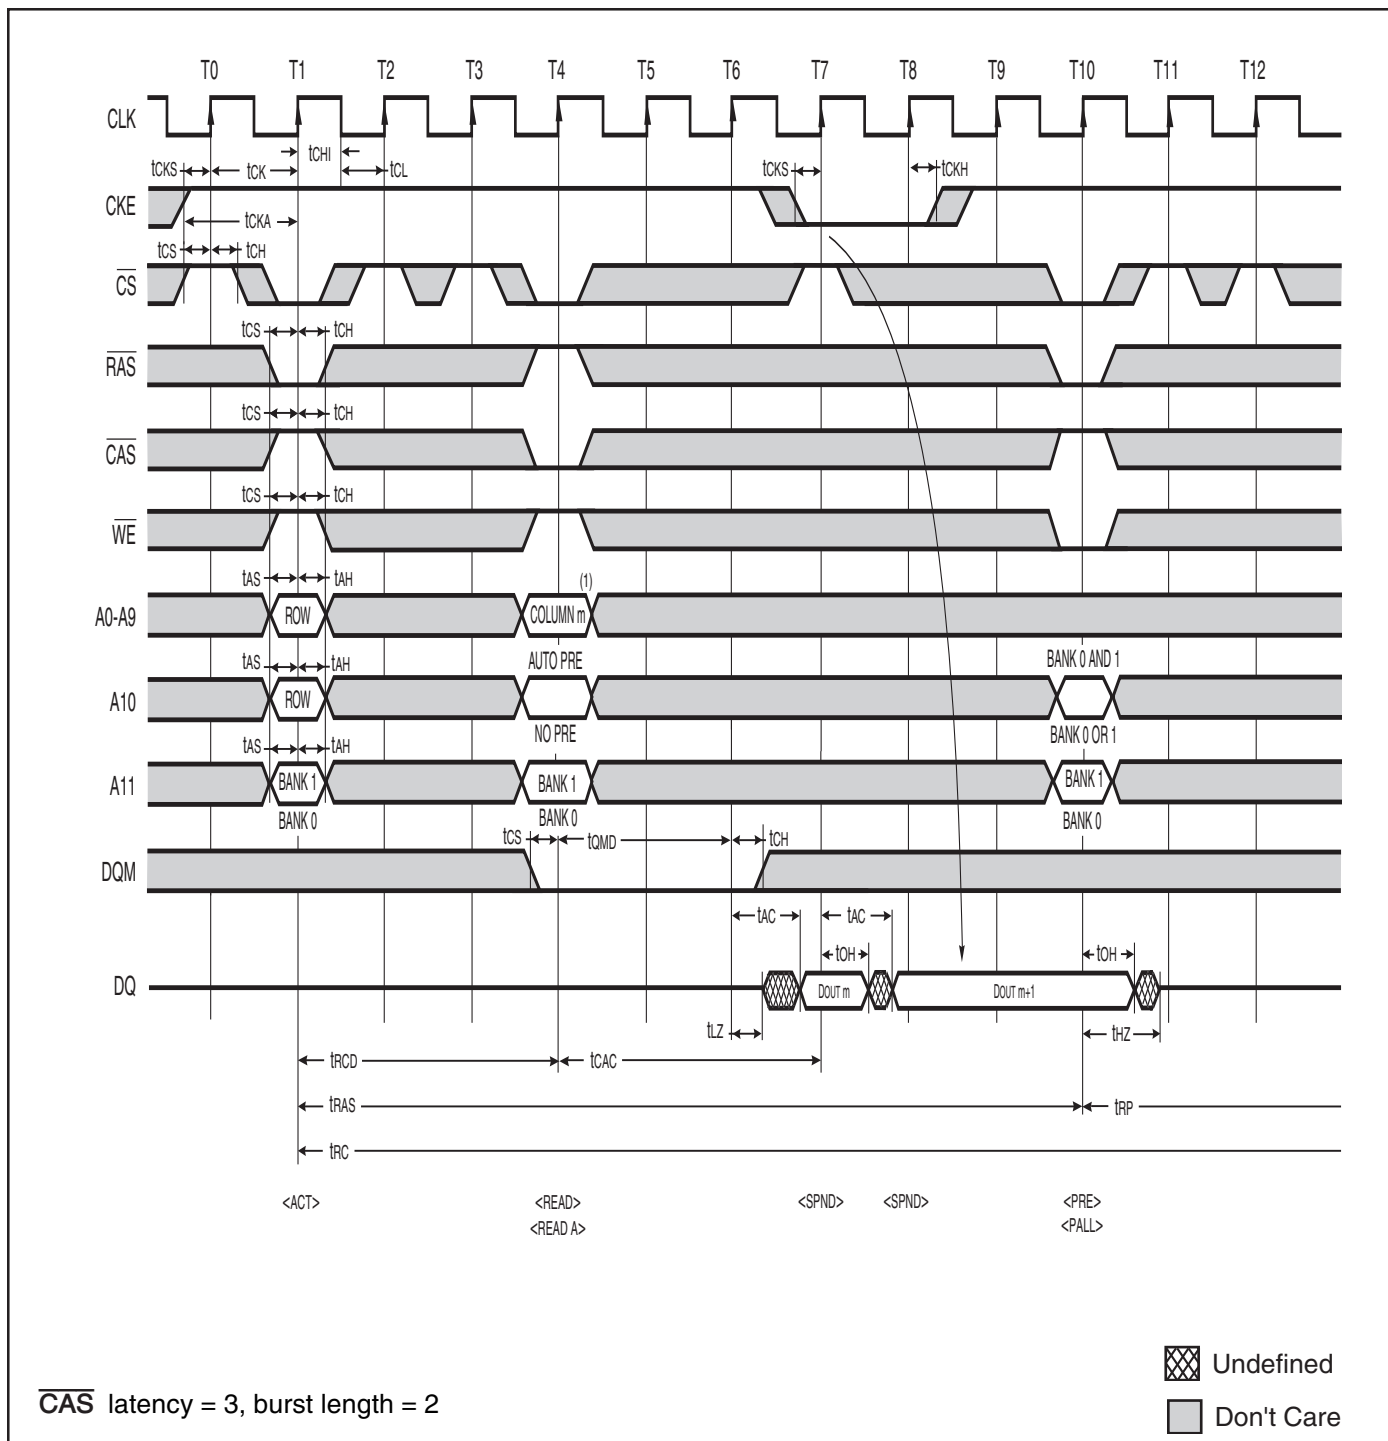 T0 T1 T2 T3 T4 T5 T6 T7 T8 T9 T10 T11 T12
CLK
tCHI
tCKS tCK tCL tCKS tCKH
CKE
tCKA
tCS tCH
CS
tCS tCH
RAS
tCS tCH
CAS
tCS tCH
WE
tAS tAH (1)
A0-A9 ROW COLUMN m
tAS tAH AUTO PRE BANK 0 AND 1
A10 ROW
NO PRE BANK 0 OR 1
tAS tAH
A11 BANK 1 BANK 1 BANK 1
BANK 0 BANK 0 BANK 0
tCS tQMD tCH
DQM
tAC tAC
tOH tOH
DQ DOUT m DOUT m+1
tLZ tHZ
tRCD tCAC
tRAS tRP
tRC
<ACT> <READ> <SPND> <SPND> <PRE>
<READ A> <PALL>
Undefined
CAS latency = 3, burst length = 2
Don't Care